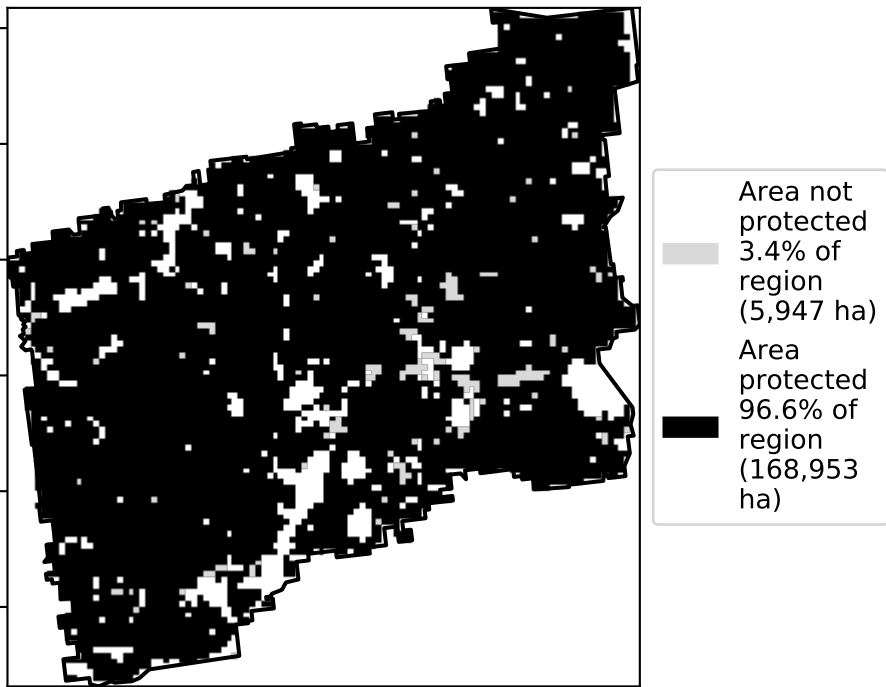 Area not
protected
3.4% of
region
(5,947 ha)
Area
protected
96.6% of
region
(168,953
ha)